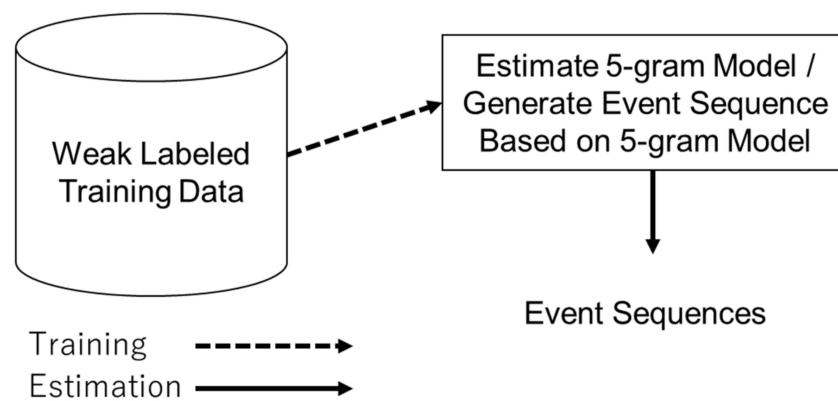 Weak Labeled
Training Data
Estimate 5-gram Model /
Generate Event Sequence
Based on 5-gram Model
Event Sequences
Training
Estimation